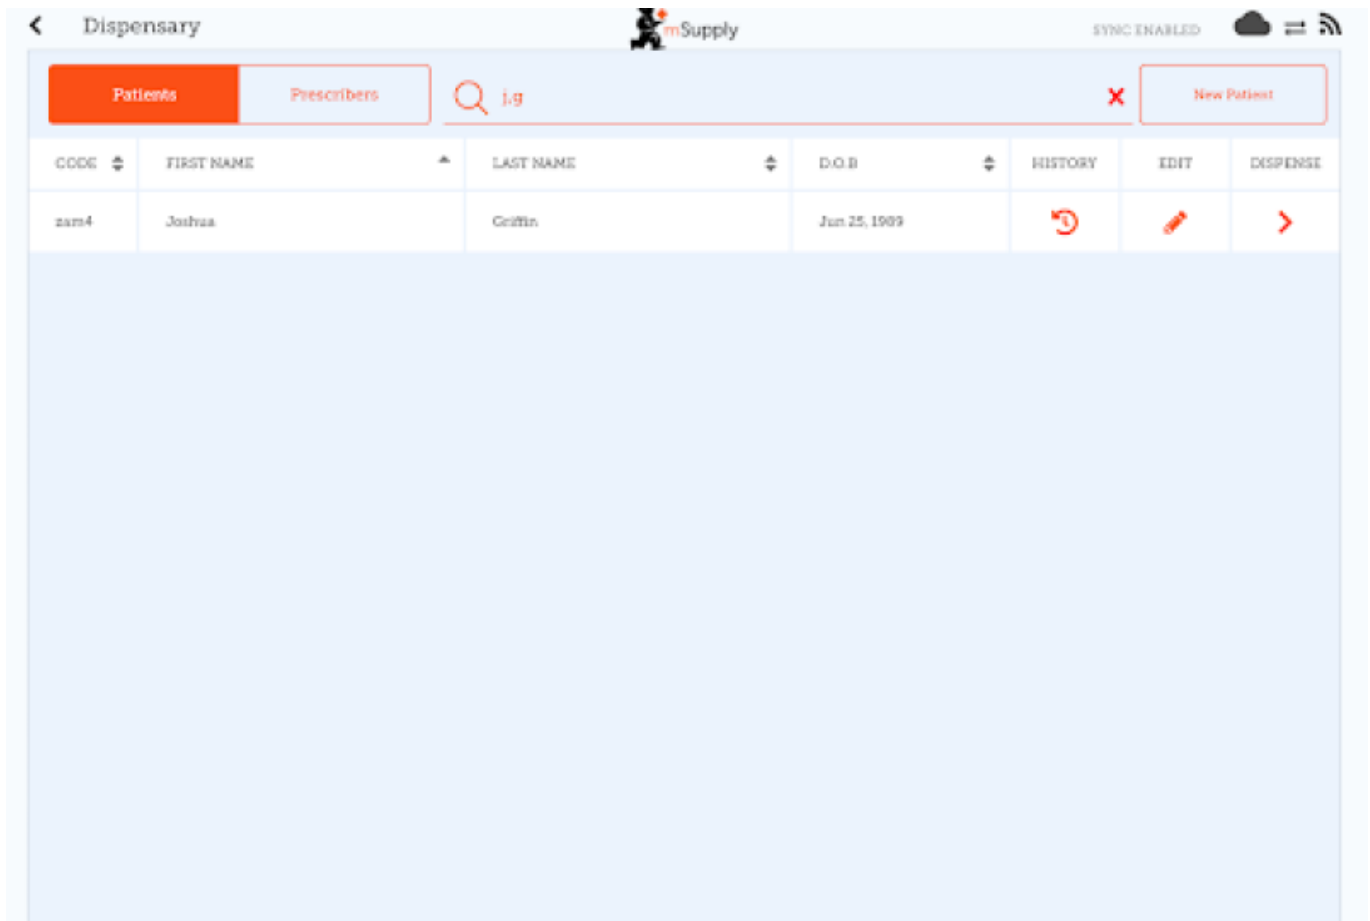 Dispensary
mSupply
SYNC ENABLED
Patients
Prescribers
j,g
New Patient
CODE FIRST NAME LAST NAME D.O.B HISTORY EDIT DISPENSE
zam4 Joshua Griffin Jun 25, 1989